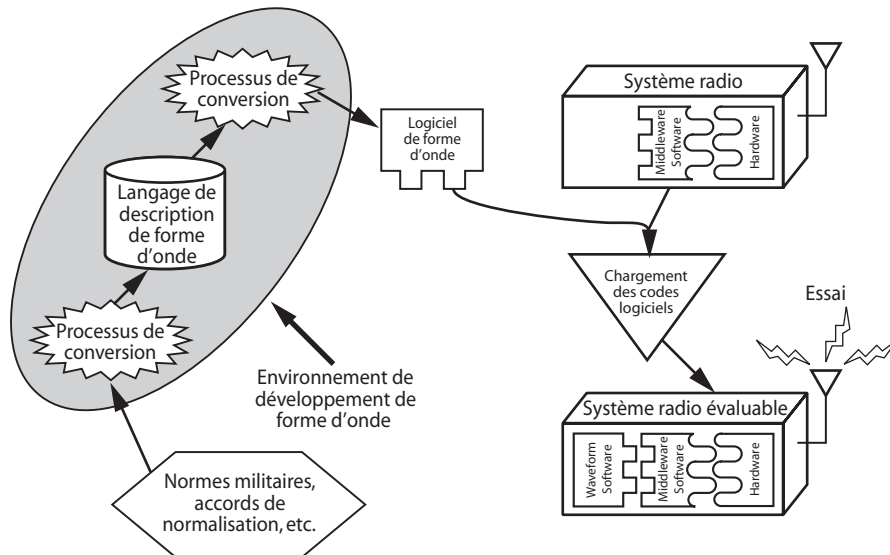 Processus de
conversion
Langage de
description
de forme
d'onde
Processus de
conversion
Normes militaires,
accords de
normalisation, etc.
Environnement de
développement de
forme d'onde
Logiciel
de forme
d'onde
Système radio
Middleware
Software
Hardware
Chargement
des codes
logiciels
Essai
Système radio évaluable
Waveform
Software
Middleware
Software
Hardware